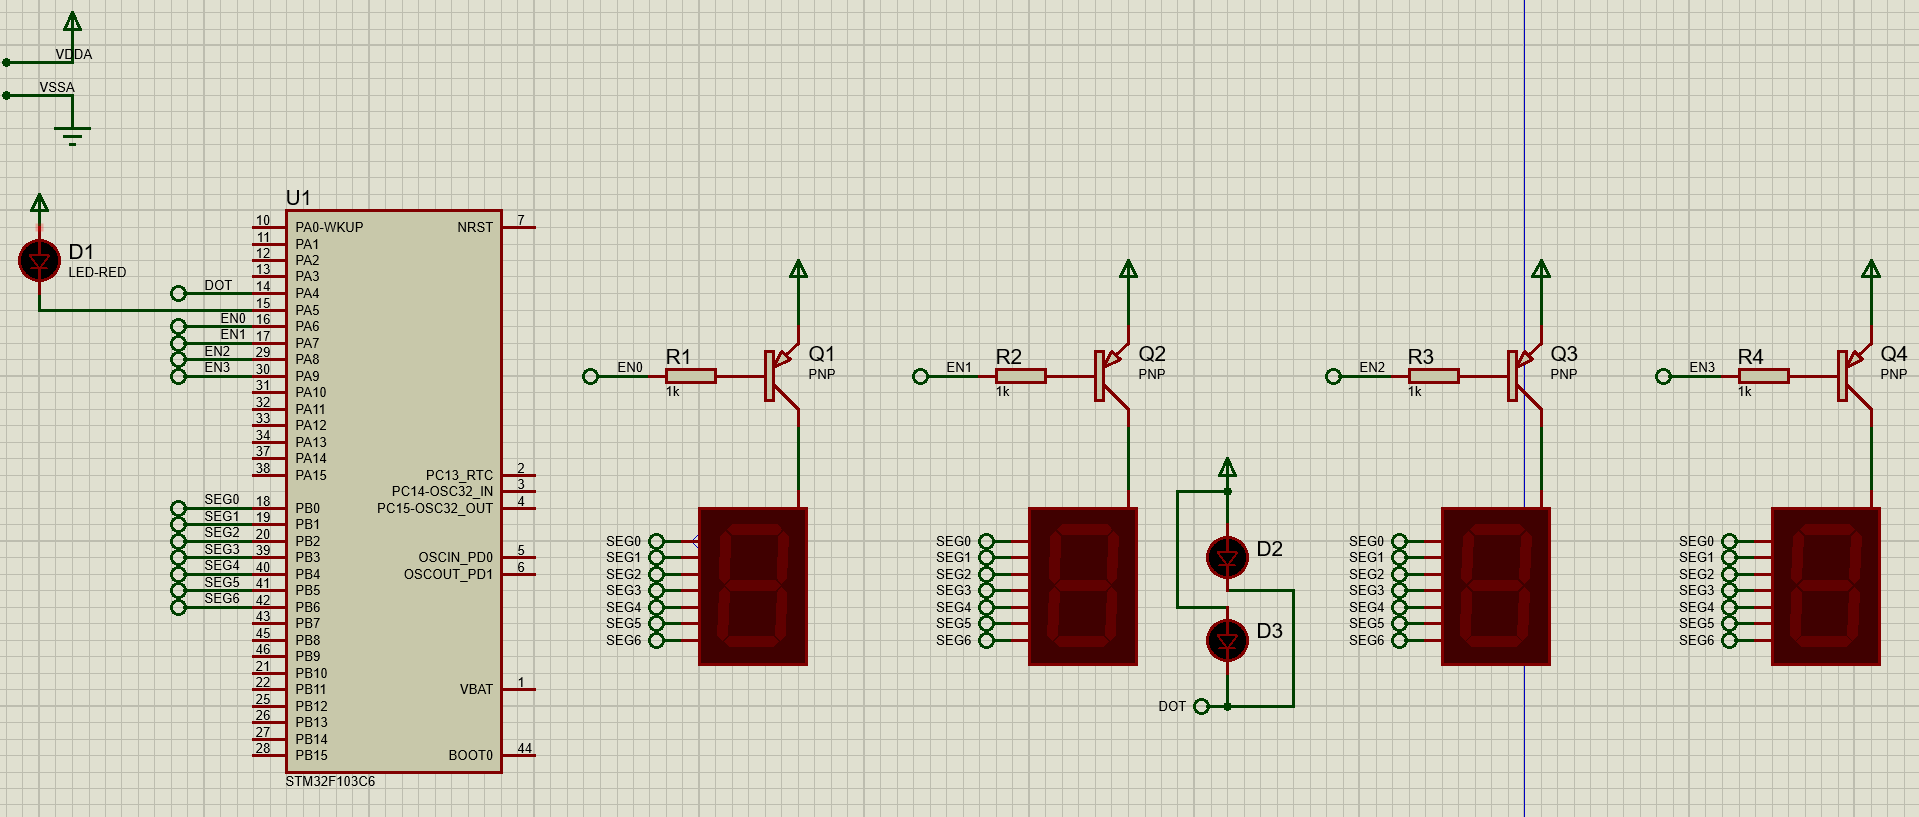 VDDA
VSSA
D1
LED-RED
U1
10 PA0-WKUP NRST 7
11 PA1
12 PA2
13 PA3
DOT 14 PA4
15 PA5
EN0 16 PA6
EN1 17 PA7
EN2 29 PA8
EN3 30 PA9
31 PA10
32 PA11
33 PA12
34 PA13
37 PA14
38 PA15 PC13_RTC 2
PC14-OSC32_IN 3
SEG0 18 PB0 PC15-OSC32_OUT 4
SEG1 19 PB1
SEG2 20 PB2
SEG3 39 PB3 OSCIN_PD0 5
SEG4 40 PB4 OSCOUT_PD1 6
SEG5 41 PB5
SEG6 42 PB6
43 PB7
45 PB8
46 PB9
21 PB10
22 PB11 VBAT 1
25 PB12
26 PB13
27 PB14
28 PB15 BOOT0 44
STM32F103C6
EN0 R1
1k
Q1
PNP
SEG0
SEG1
SEG2
SEG3
SEG4
SEG5
SEG6
EN1 R2
1k
Q2
PNP
SEG0
SEG1
SEG2
SEG3
SEG4
SEG5
SEG6
D2
D3
DOT
EN2 R3
1k
Q3
PNP
SEG0
SEG1
SEG2
SEG3
SEG4
SEG5
SEG6
EN3 R4
1k
Q4
PNP
SEG0
SEG1
SEG2
SEG3
SEG4
SEG5
SEG6